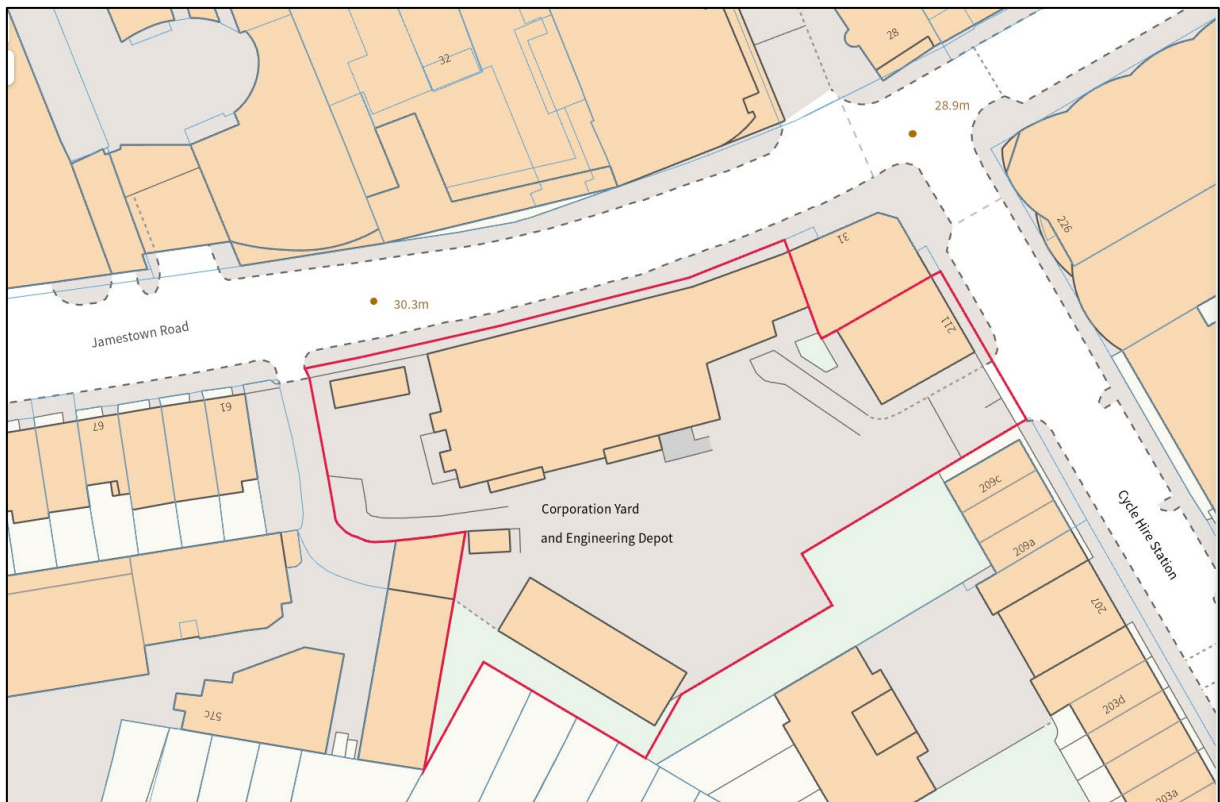 28
32
28.9m
226
31
30.3m
211
Jamestown Road
61
67
209c
Corporation Yard
and Engineering Depot
Cycle Hire Station
209a
207
57c
203d
203a